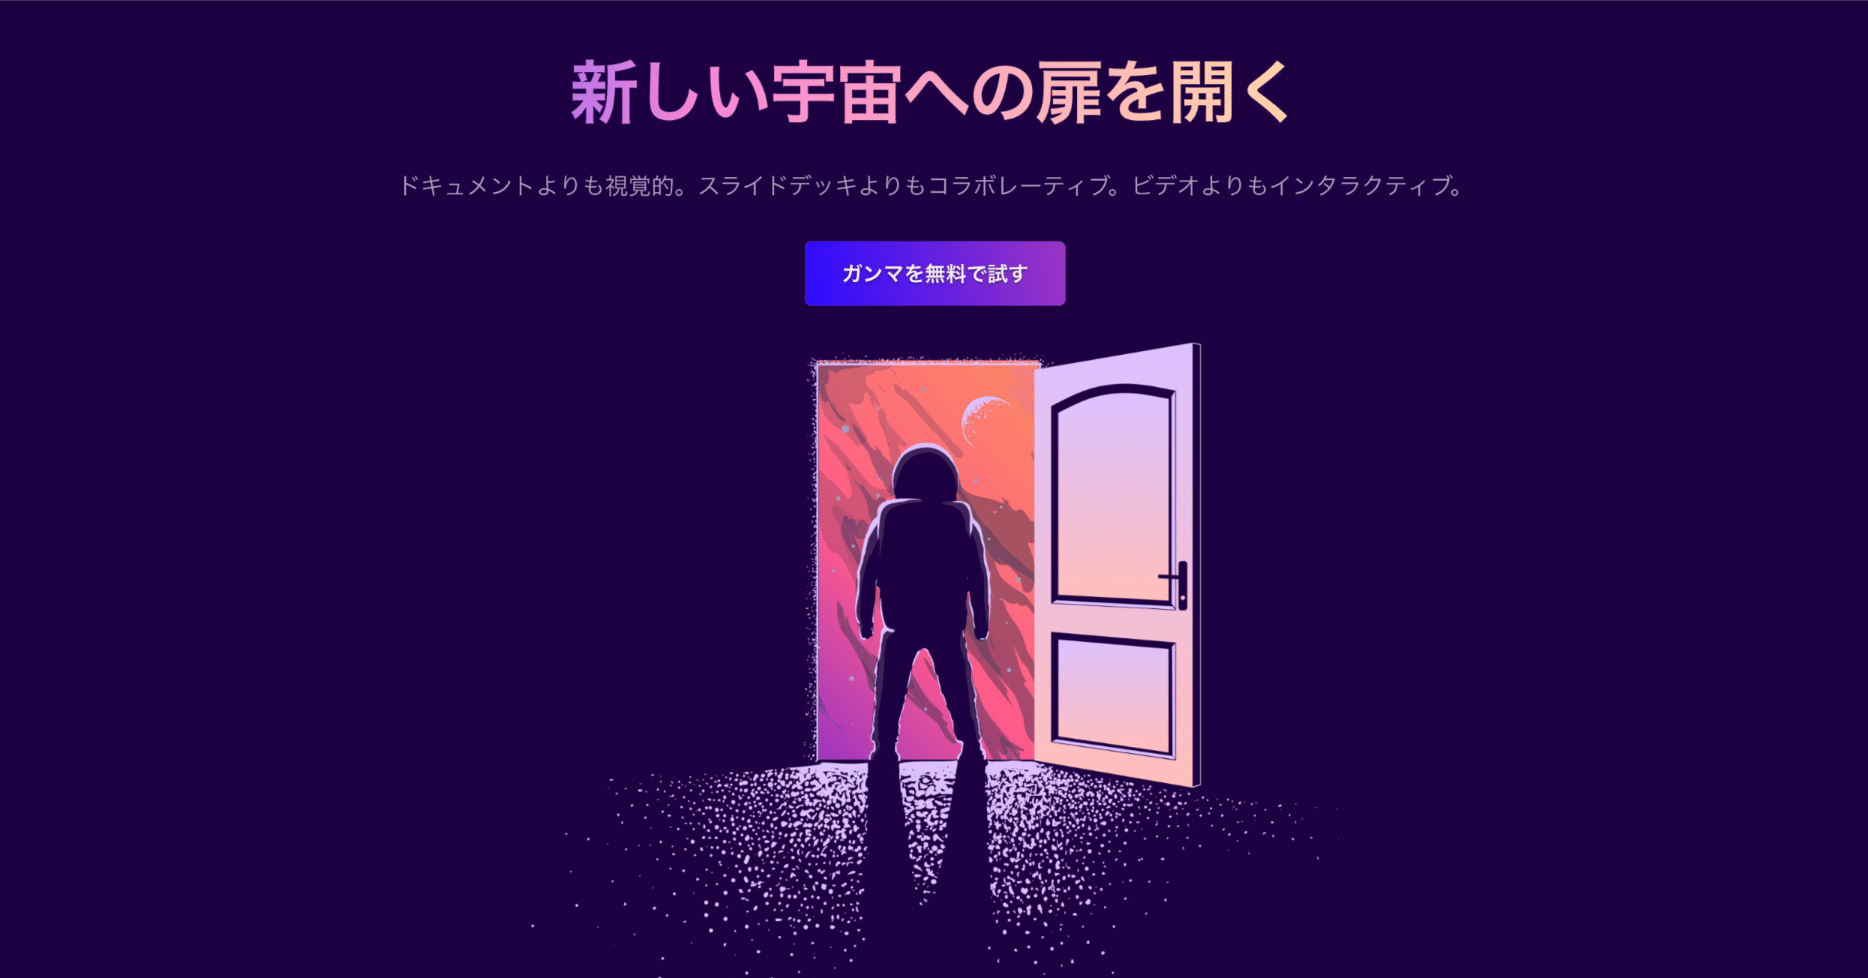 新しい宇宙への扉を開く
ドキュメントよりも視覚的。スライドデッキよりもコラボレーティブ。ビデオよりもインタラクティブ。
ガンマを無料で試す